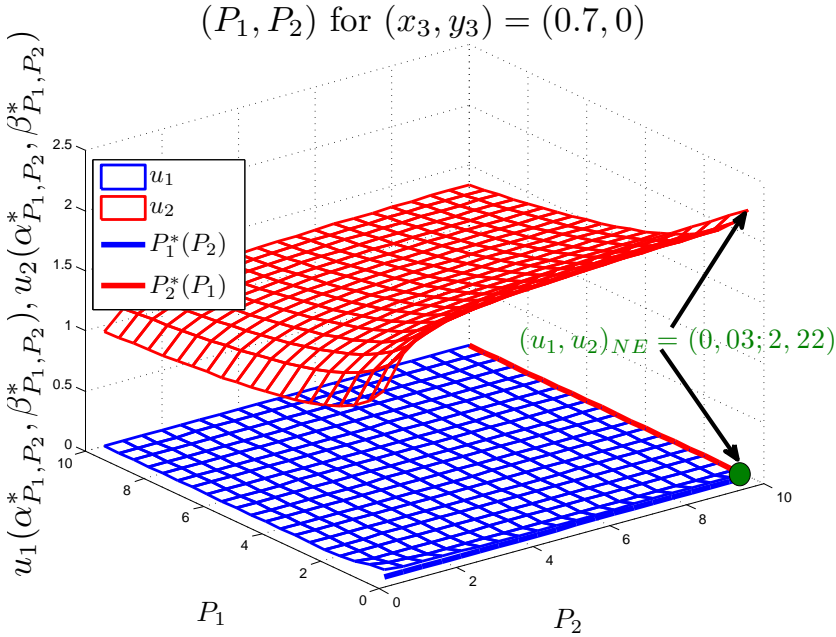 (P₁, P₂) for (x₃, y₃) = (0.7, 0)
u₁(α*_{P₁,P₂}, β*_{P₁,P₂}), u₂(α*_{P₁,P₂}, β*_{P₁,P₂})
2.5
2
1.5
1
0.5
0
u₁
u₂
P₁*(P₂)
P₂*(P₁)
(u₁, u₂)_{NE} = (0, 03; 2, 22)
10
8
6
4
2
0
P₁
0
2
4
6
8
10
P₂